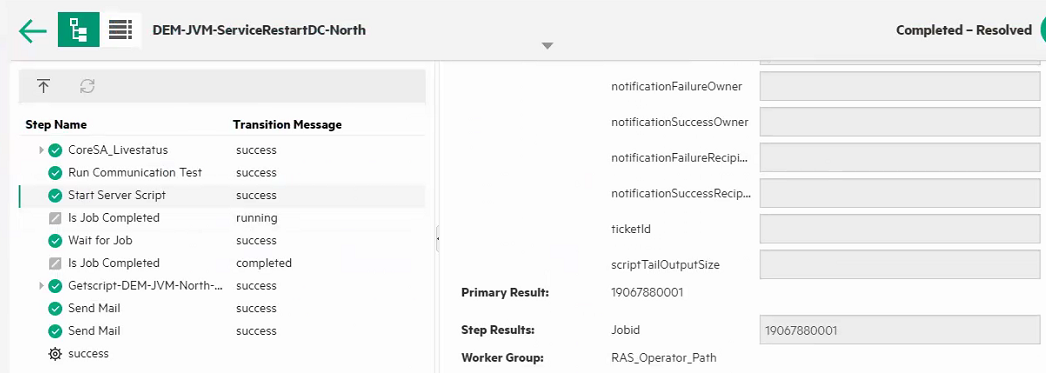 DEM-JVM-ServiceRestartDC-North
Completed – Resolved
Step Name Transition Message
CoreSA_Livestatus success
Run Communication Test success
Start Server Script success
Is Job Completed running
Wait for Job success
Is Job Completed completed
Getscript-DEM-JVM-North-... success
Send Mail success
Send Mail success
success
notificationFailureOwner
notificationSuccessOwner
notificationFailureRecipi...
notificationSuccessRecip...
ticketId
scriptTailOutputSize
Primary Result: 19067880001
Step Results: Jobid 19067880001
Worker Group: RAS_Operator_Path